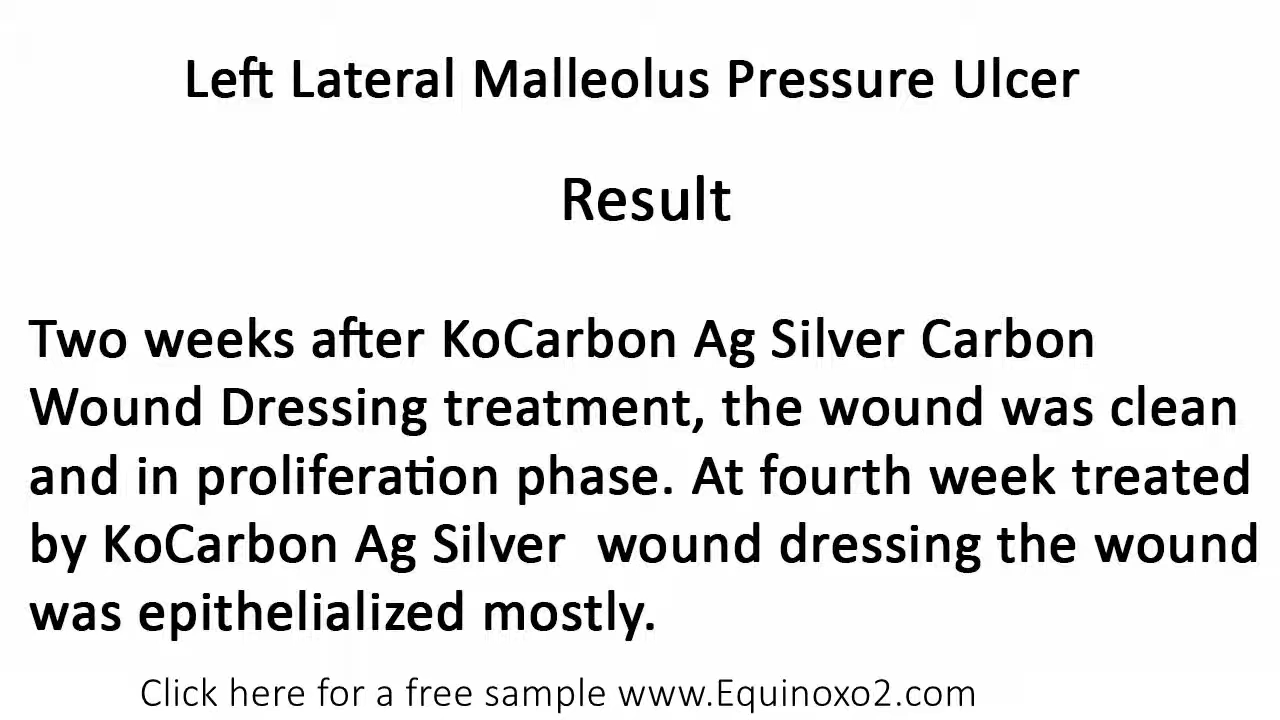 Left Lateral Malleolus Pressure Ulcer
Result
Two weeks after KoCarbon Ag Silver Carbon
Wound Dressing treatment, the wound was clean
and in proliferation phase. At fourth week treated
by KoCarbon Ag Silver  wound dressing the wound
was epithelialized mostly.
Click here for a free sample www.Equinoxo2.com